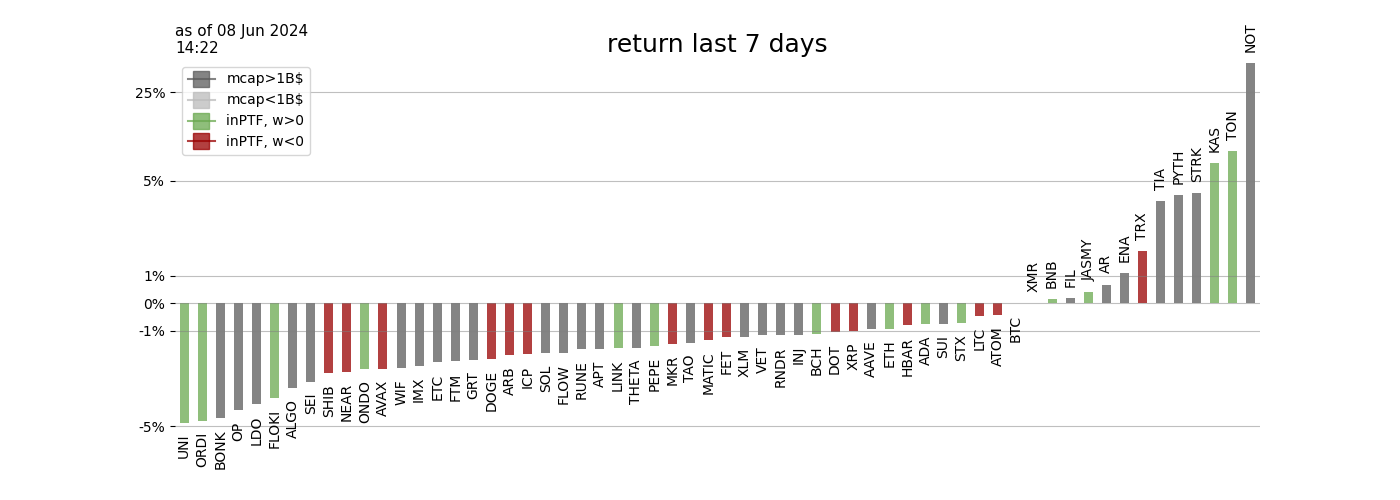 as of 08 Jun 2024
14:22
return last 7 days
mcap>1B$
mcap<1B$
inPTF, w>0
inPTF, w<0
25%
5%
1%
0%
-1%
-5%
UNI
ORDI
BONK
OP
LDO
FLOKI
ALGO
SEI
SHIB
NEAR
ONDO
AVAX
WIF
IMX
ETC
FTM
GRT
DOGE
ARB
ICP
SOL
FLOW
RUNE
APT
LINK
THETA
PEPE
MKR
TAO
MATIC
FET
XLM
VET
RNDR
INJ
BCH
DOT
XRP
AAVE
ETH
HBAR
ADA
SUI
STX
LTC
ATOM
BTC
XMR
BNB
FIL
JASMY
AR
ENA
TRX
TIA
PYTH
STRK
KAS
TON
NOT